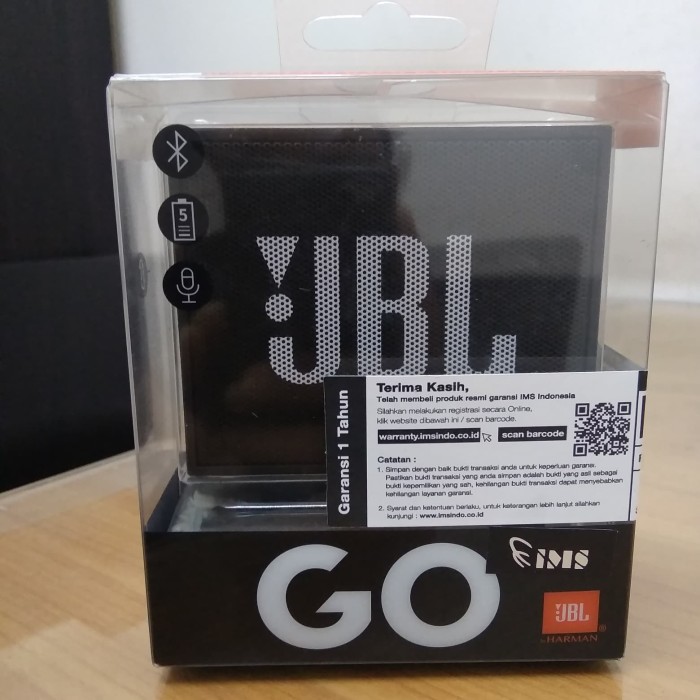 5
JBL
Garansi 1 Tahun
Terima Kasih,
Telah membeli produk resmi garansi IMS Indonesia
Silahkan melakukan registrasi secara Online,
klik website dibawah ini / scan barcode.
warranty.imsindo.co.id scan barcode
Catatan :
1. Simpan dengan baik bukti transaksi anda untuk keperluan garansi.
Pastikan bukti transaksi yang anda simpan adalah bukti yang asli sebagai
bukti kepemilikan yang sah, kehilangan bukti transaksi dapat menyebabkan
kehilangan layanan garansi.
2. Syarat dan ketentuan berlaku, untuk keterangan lebih lanjut silahkan
kunjungi : www.imsindo.co.id
GO
iMS
JBL®
by HARMAN